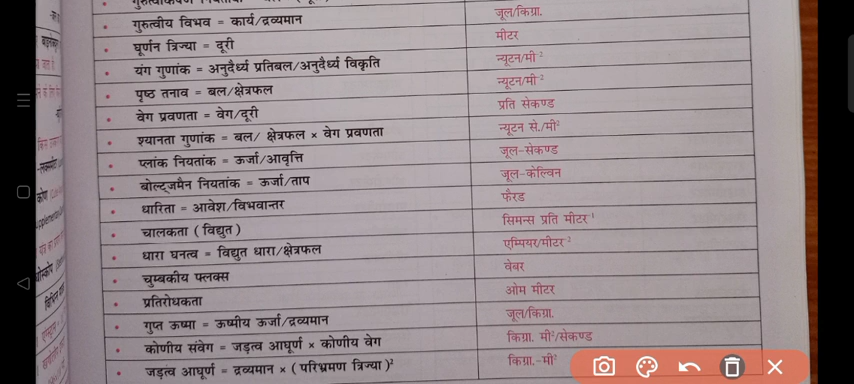 गुरुत्वीय विभव = कार्य/द्रव्यमान जूल/किग्रा.
घूर्णन त्रिज्या = दूरी मीटर
यंग गुणांक = अनुदैर्ध्य प्रतिबल/अनुदैर्ध्य विकृति न्यूटन/मी⁻²
पृष्ठ तनाव = बल/क्षेत्रफल न्यूटन/मी⁻²
वेग प्रवणता = वेग/दूरी प्रति सेकण्ड
श्यानता गुणांक = बल/ क्षेत्रफल × वेग प्रवणता न्यूटन से./मी²
प्लांक नियतांक = ऊर्जा/आवृत्ति जूल-सेकण्ड
बोल्ट्जमैन नियतांक = ऊर्जा/ताप जूल-केल्विन
धारिता = आवेश/विभवान्तर फैरड
चालकता ( विद्युत ) सिमन्स प्रति मीटर⁻¹
धारा घनत्व = विद्युत धारा/क्षेत्रफल एम्पियर/मीटर⁻²
चुम्बकीय फ्लक्स वेबर
प्रतिरोधकता ओम मीटर
गुप्त ऊष्मा = ऊष्मीय ऊर्जा/द्रव्यमान जूल/किग्रा.
कोणीय संवेग = जड़त्व आघूर्ण × कोणीय वेग किग्रा. मी²/सेकण्ड
जड़त्व आघूर्ण = द्रव्यमान × ( परिभ्रमण त्रिज्या )² किग्रा.-मी²